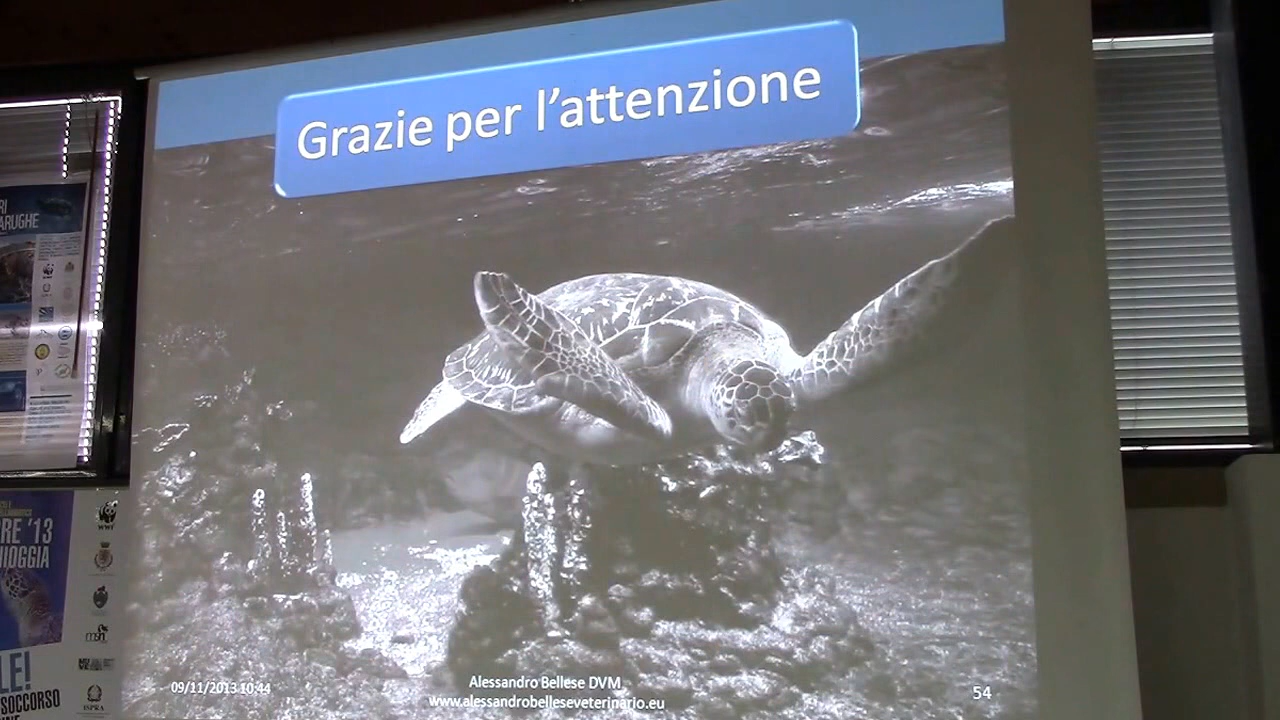 Grazie per l'attenzione
09/11/2013 10:44
Alessandro Bellese DVM
www.alessandrobelleseveterinario.eu
54
RI
ARUGHE
RE '13
HIOGGIA
WWF
LE!
SOCCORSO
ISPRA